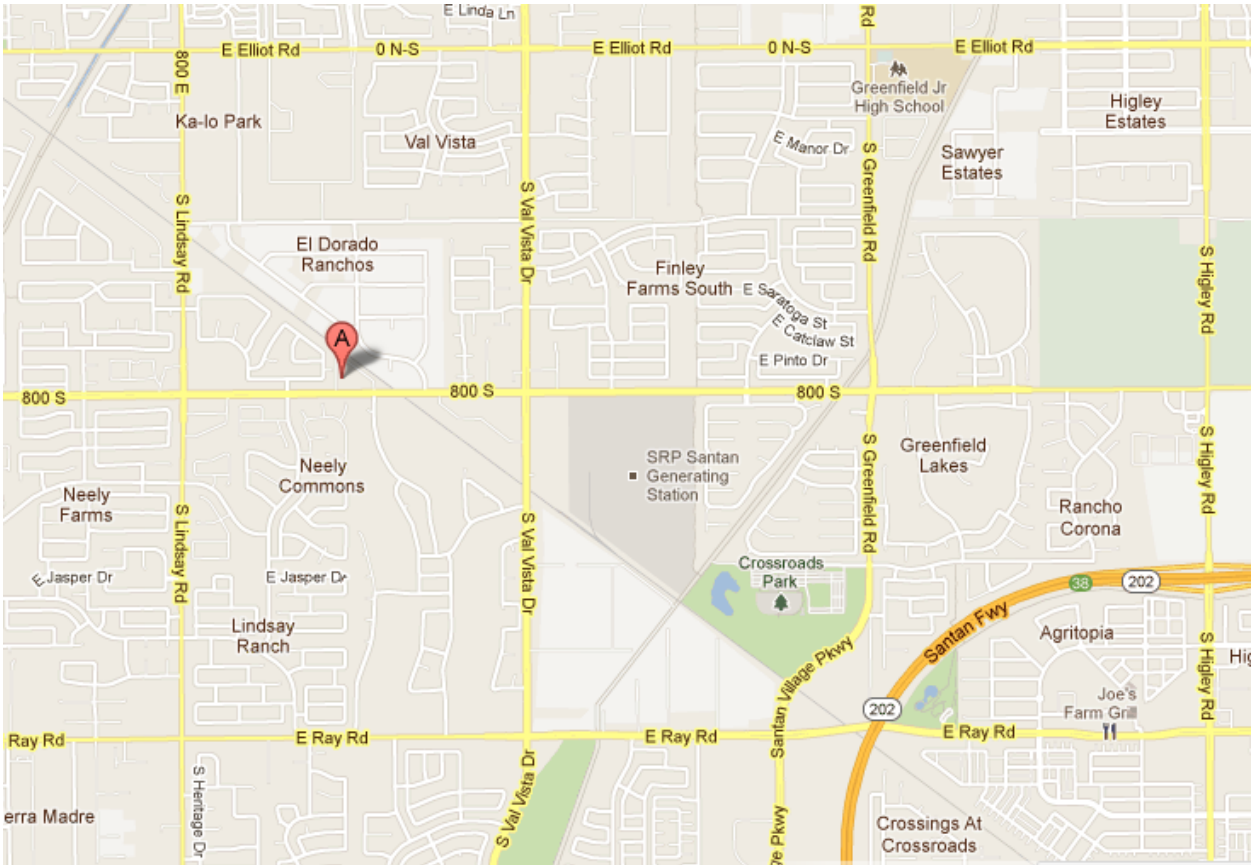 E Linda Ln
Rd
E Elliot Rd
0 N-S
E Elliot Rd
0 N-S
E Elliot Rd
800 E
Greenfield Jr
High School
Ka-lo Park
Val Vista
Higley
Estates
E Manor Dr
Sawyer
Estates
S Lindsay Rd
S Val Vista Dr
S Greenfield Rd
El Dorado
Ranchos
Finley
Farms South
S Higley Rd
E Saratoga St
E Catclaw St
E Pinto Dr
A
800 S
800 S
800 S
SRP Santan
Generating
Station
Greenfield
Lakes
S Greenfield Rd
S Higley Rd
Neely
Commons
Neely
Farms
Rancho
Corona
S Lindsay Rd
S Val Vista Dr
E Jasper Dr
E Jasper Dr
Crossroads
Park
38
202
Santan Fwy
Lindsay
Ranch
Agritopia
S Higley Rd
Hig
Santan Village Pkwy
Joe's
Farm Grill
202
Ray Rd
E Ray Rd
E Ray Rd
E Ray Rd
S Heritage Dr
S Val Vista Dr
erra Madre
ge Pkwy
Crossings At
Crossroads